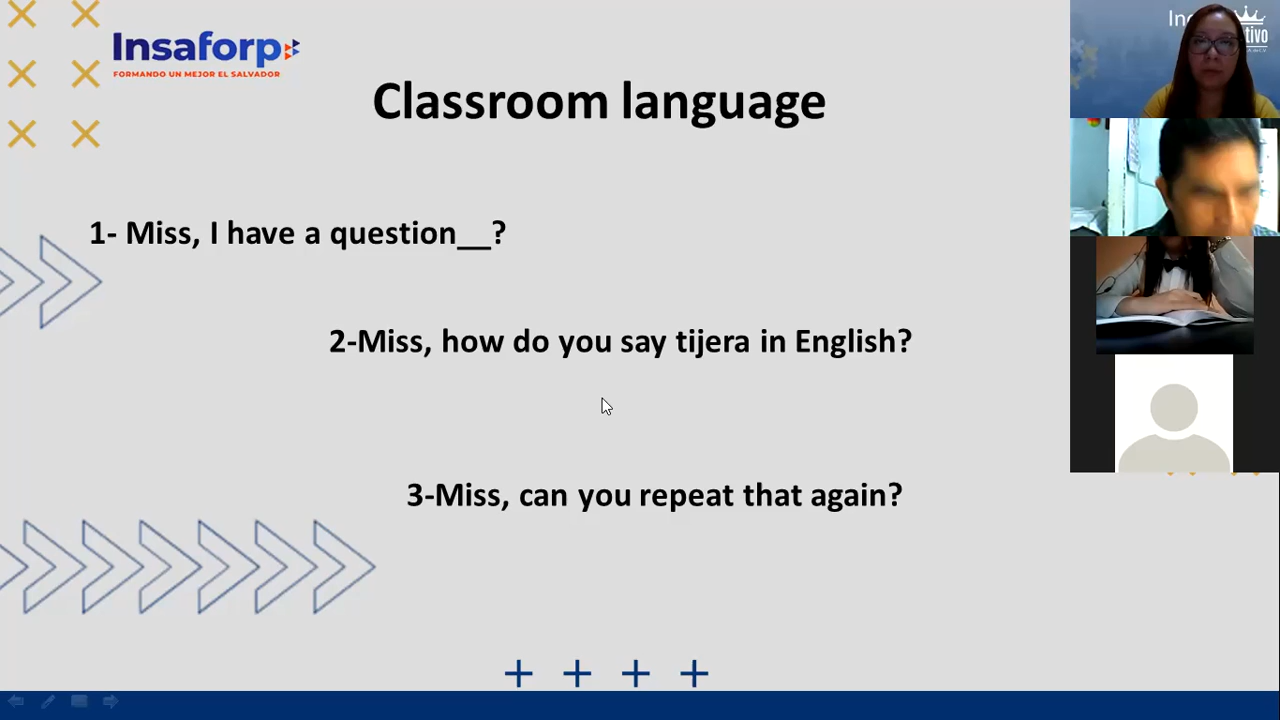 Insaforp
FORMANDO UN MEJOR EL SALVADOR
Classroom language
1- Miss, I have a question__?
2-Miss, how do you say tijera in English?
3-Miss, can you repeat that again?